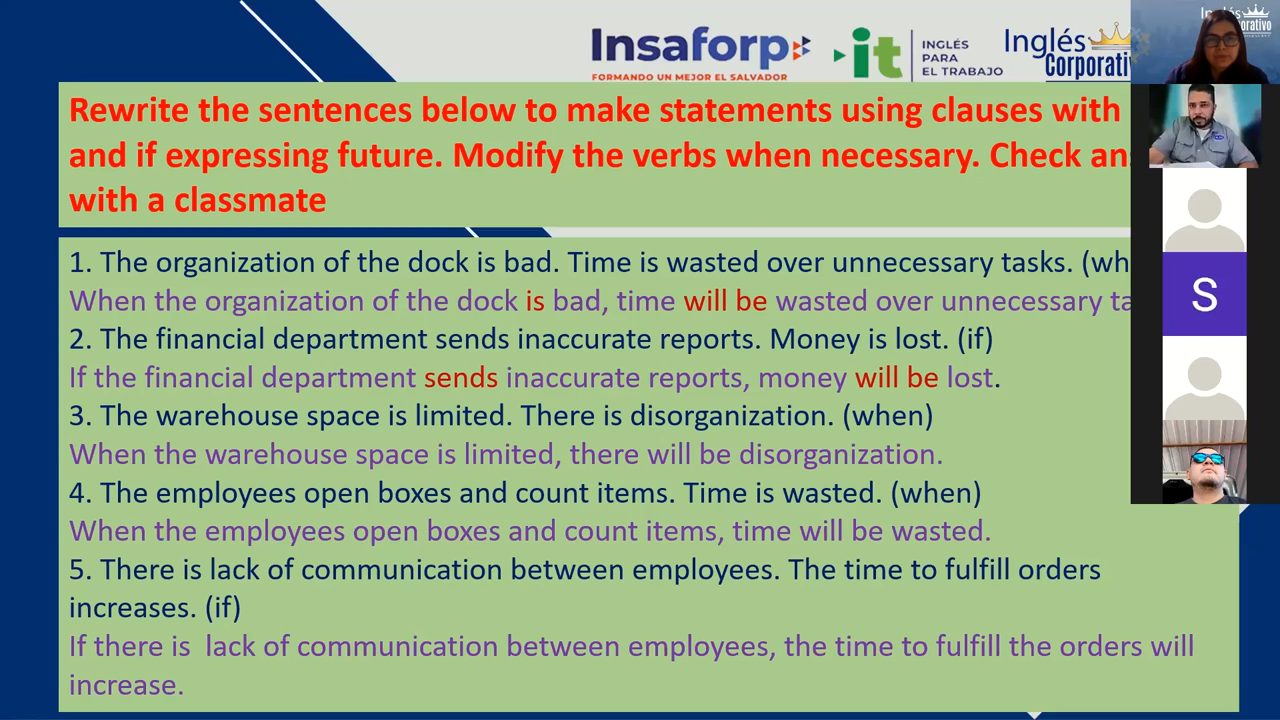 Insaforp
FORMANDO UN MEJOR EL SALVADOR
it
INGLÉS
PARA
EL TRABAJO
Inglés
Corporativ
Rewrite the sentences below to make statements using clauses with
and if expressing future. Modify the verbs when necessary. Check
with a classmate
1. The organization of the dock is bad. Time is wasted over unnecessary tasks. (wh
When the organization of the dock is bad, time will be wasted over unnecessary ta
2. The financial department sends inaccurate reports. Money is lost. (if)
If the financial department sends inaccurate reports, money will be lost.
3. The warehouse space is limited. There is disorganization. (when)
When the warehouse space is limited, there will be disorganization.
4. The employees open boxes and count items. Time is wasted. (when)
When the employees open boxes and count items, time will be wasted.
5. There is lack of communication between employees. The time to fulfill orders
increases. (if)
If there is lack of communication between employees, the time to fulfill the orders will
increase.
S